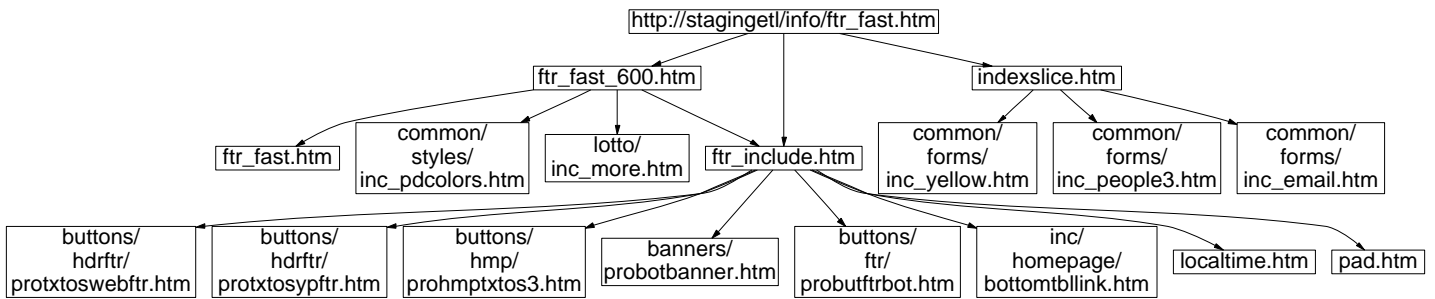 http://stagingetl/info/ftr_fast.htm
ftr_fast_600.htm
indexslice.htm
ftr_fast.htm
common/
styles/
inc_pdcolors.htm
lotto/
inc_more.htm
ftr_include.htm
common/
forms/
inc_yellow.htm
common/
forms/
inc_people3.htm
common/
forms/
inc_email.htm
buttons/
hdrftr/
protxtoswebftr.htm
buttons/
hdrftr/
protxtosypftr.htm
buttons/
hmp/
prohmptxtos3.htm
banners/
probotbanner.htm
buttons/
ftr/
probutftrbot.htm
inc/
homepage/
bottomtbllink.htm
localtime.htm
pad.htm